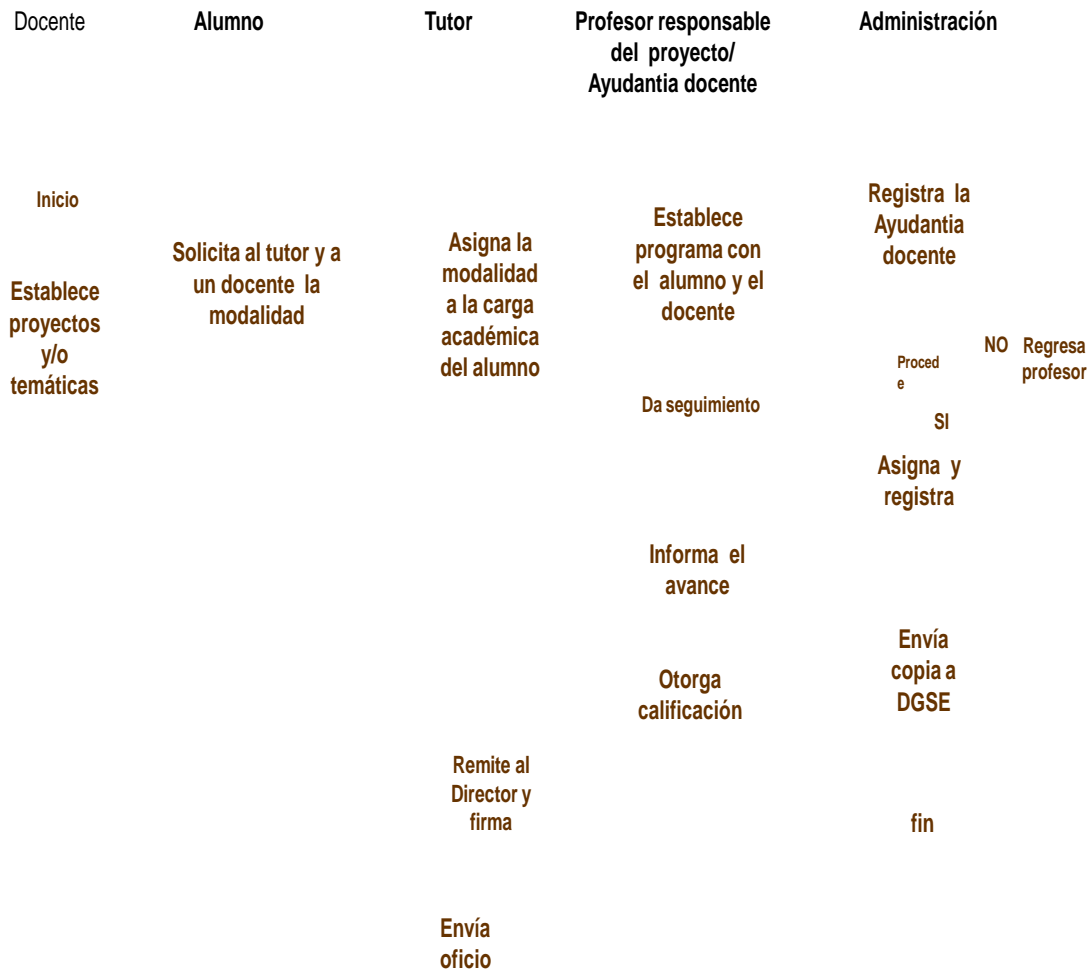 Docente
Alumno
Tutor
Profesor responsable
del proyecto/
Ayudantia docente
Administración
Inicio
Establece
proyectos
y/o
temáticas
Solicita al tutor y a
un docente la
modalidad
Asigna la
modalidad
a la carga
académica
del alumno
Establece
programa con
el alumno y el
docente
Da seguimiento
Informa el
avance
Otorga
calificación
Remite al
Director y
firma
Envía
oficio
Registra la
Ayudantia
docente
Proced
e
NO
Regresa
profesor
SI
Asigna y
registra
Envía
copia a
DGSE
fin